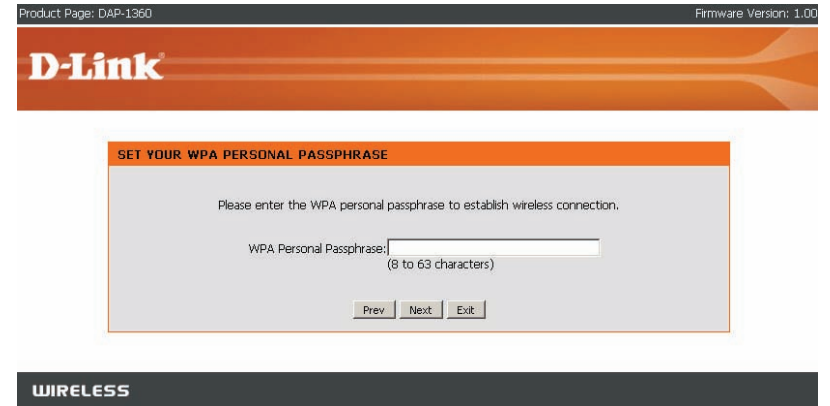 Product Page: DAP-1360 Firmware Version: 1.00
D-Link
SET YOUR WPA PERSONAL PASSPHRASE
Please enter the WPA personal passphrase to establish wireless connection.
WPA Personal Passphrase:
(8 to 63 characters)
Prev Next Exit
WIRELESS